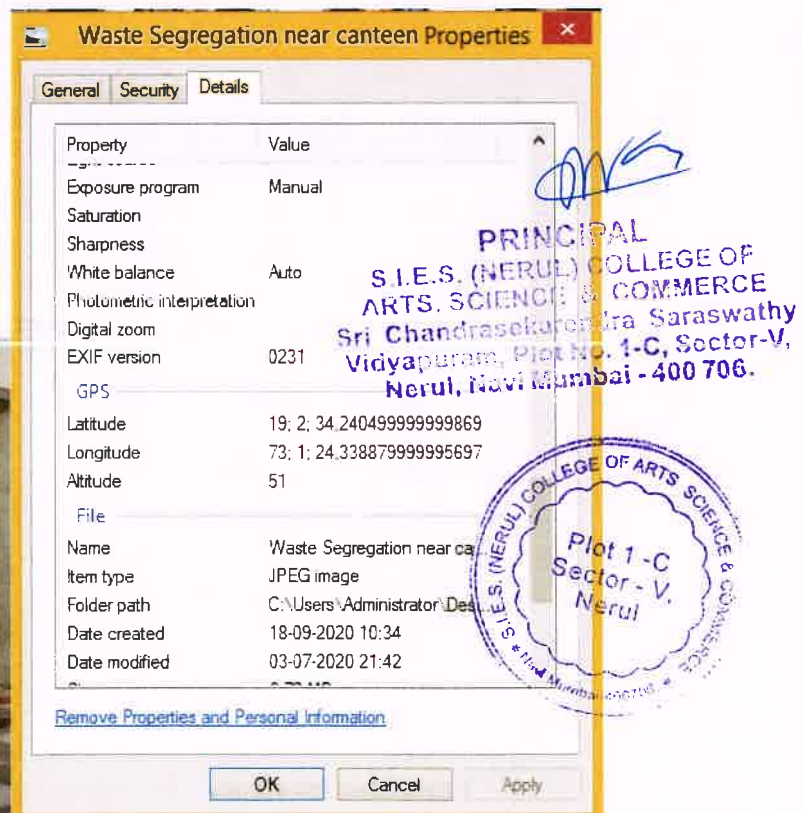 Waste Segregation near canteen Properties
General Security Details
Property Value
Exposure program Manual
Saturation
Sharpness
White balance Auto
Photometric interpretation
Digital zoom
EXIF version 0231
GPS
Latitude 19; 2; 34.240499999999869
Longitude 73; 1; 24.338879999995697
Altitude 51
File
Name Waste Segregation near ca...
Item type JPEG image
Folder path C:\Users\Administrator\Des...
Date created 18-09-2020 10:34
Date modified 03-07-2020 21:42
Remove Properties and Personal Information
OK Cancel Apply
PRINCIPAL
S.I.E.S. (NERUL) COLLEGE OF
ARTS, SCIENCE & COMMERCE
Sri Chandrasekarendra Saraswathy
Vidyapuram, Plot No. 1-C, Sector-V,
Nerul, Navi Mumbai - 400 706.
S.I.E.S. (NERUL) COLLEGE OF ARTS SCIENCE & COMMERCE
Navi Mumbai 400706
Plot 1-C
Sector - V,
Nerul